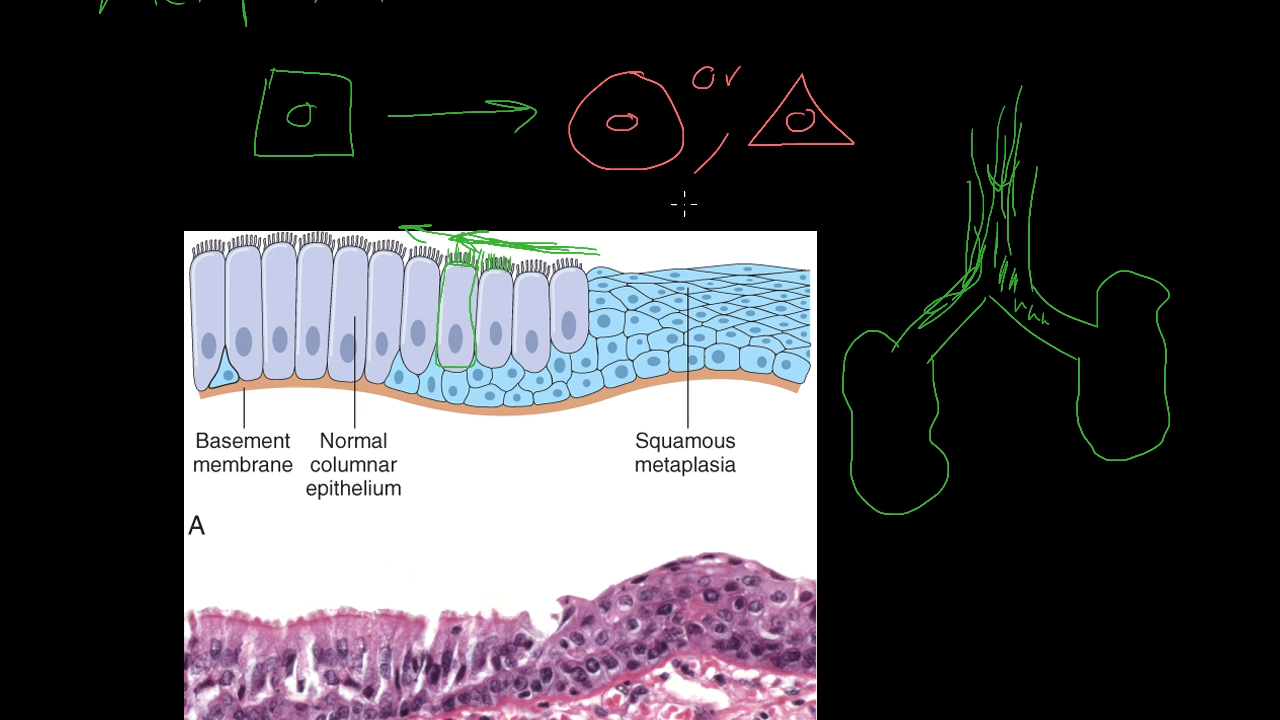 or
Basement
membrane
Normal
columnar
epithelium
Squamous
metaplasia
A